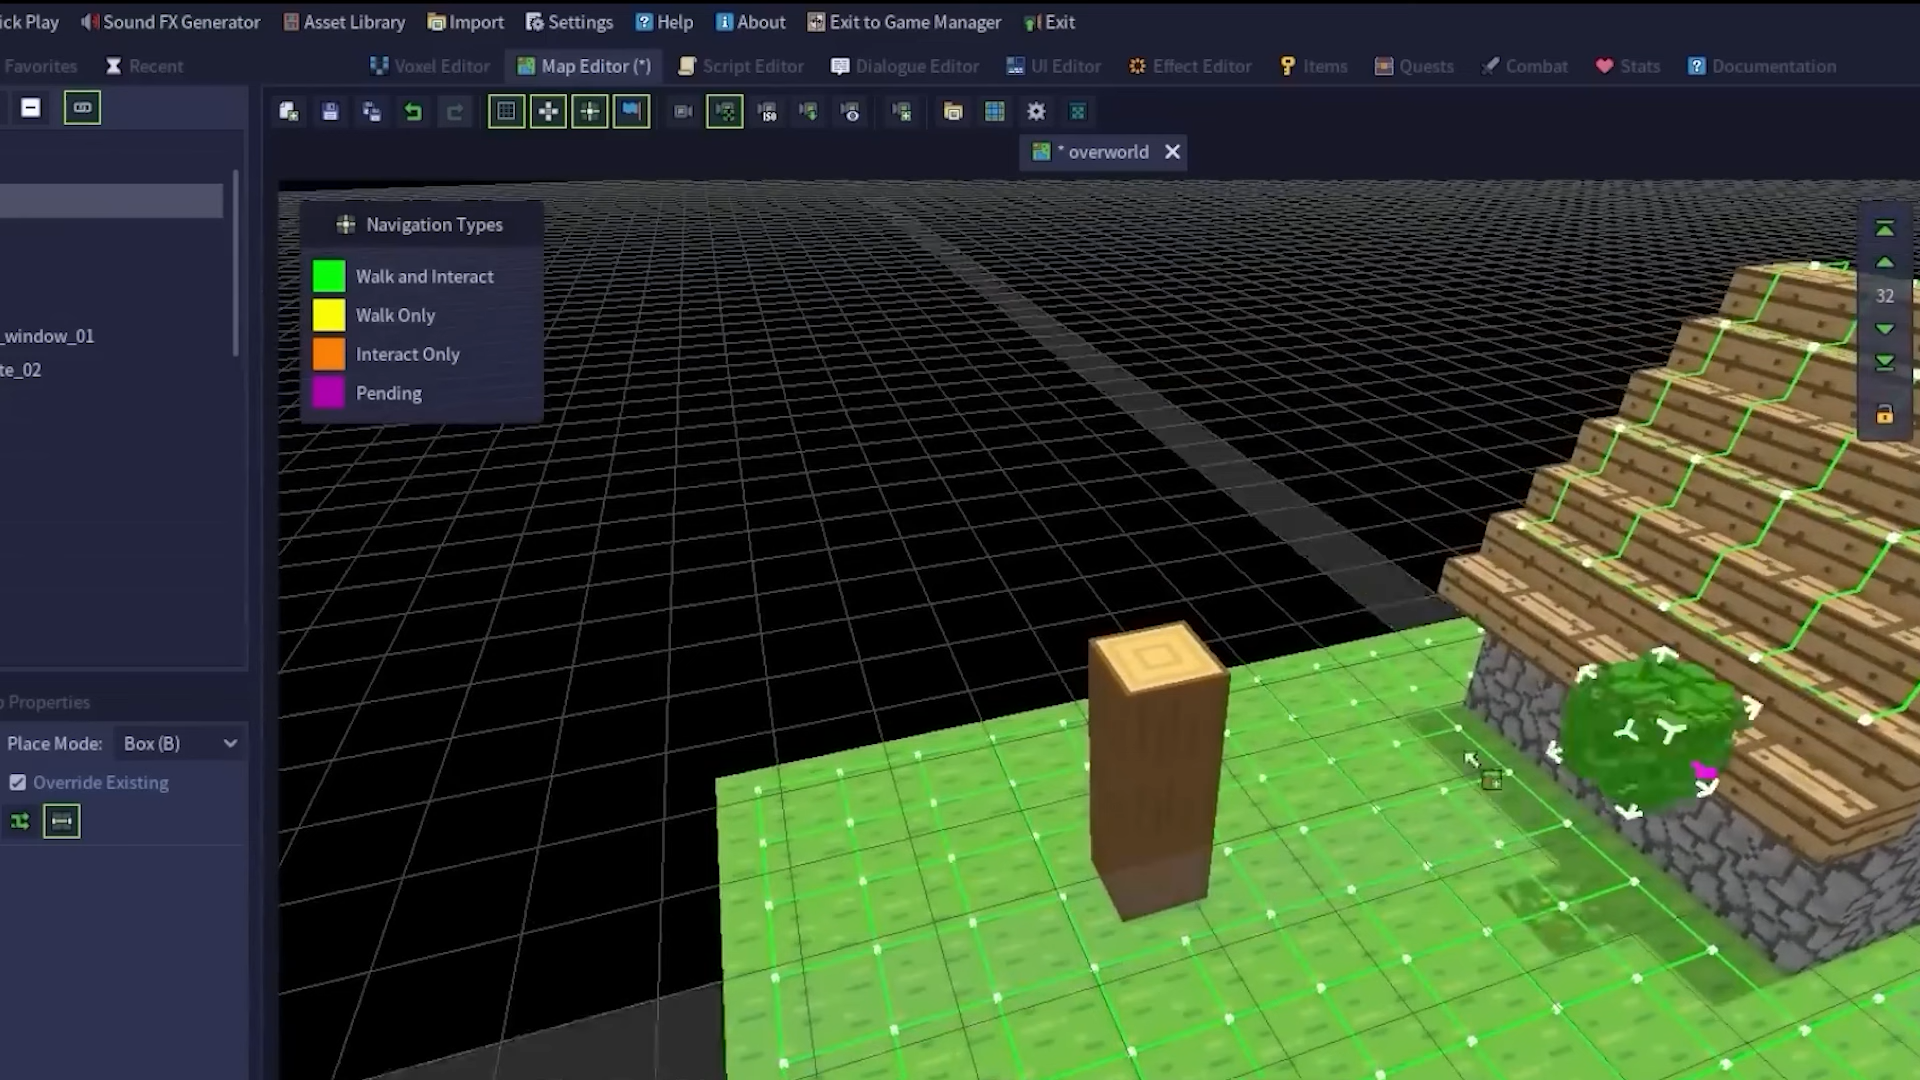 ick Play Sound FX Generator Asset Library Import Settings Help About Exit to Game Manager Exit
Favorites Recent Voxel Editor Map Editor (*) Script Editor Dialogue Editor UI Editor Effect Editor Items Quests Combat Stats Documentation
ISO
* overworld
Navigation Types
Walk and Interact
Walk Only
Interact Only
Pending
32
_window_01
te_02
Properties
Place Mode: Box (B)
Override Existing